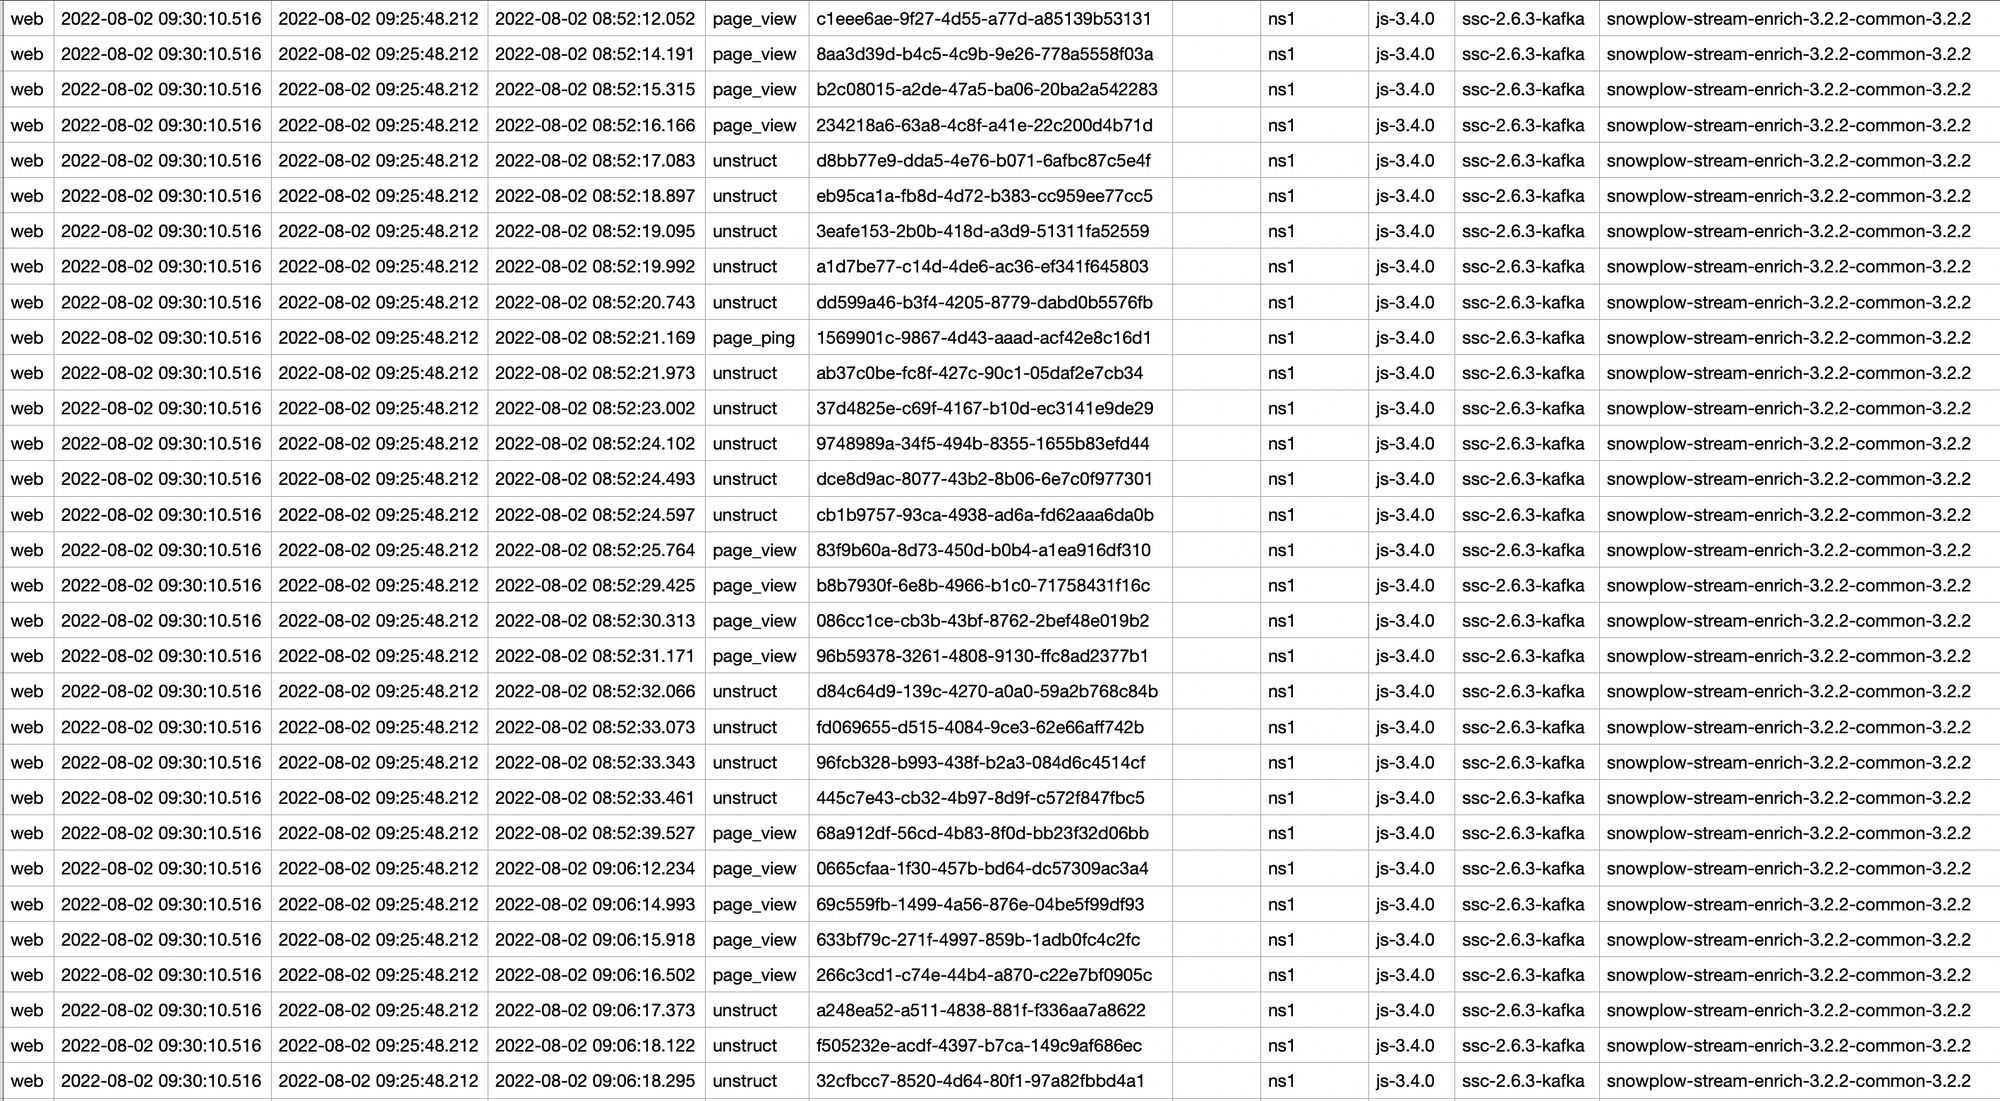 web 2022-08-02 09:30:10.516 2022-08-02 09:25:48.212 2022-08-02 08:52:12.052 page_view c1eee6ae-9f27-4d55-a77d-a85139b53131 ns1 js-3.4.0 ssc-2.6.3-kafka snowplow-stream-enrich-3.2.2-common-3.2.2
web 2022-08-02 09:30:10.516 2022-08-02 09:25:48.212 2022-08-02 08:52:14.191 page_view 8aa3d39d-b4c5-4c9b-9e26-778a5558f03a ns1 js-3.4.0 ssc-2.6.3-kafka snowplow-stream-enrich-3.2.2-common-3.2.2
web 2022-08-02 09:30:10.516 2022-08-02 09:25:48.212 2022-08-02 08:52:15.315 page_view b2c08015-a2de-47a5-ba06-20ba2a542283 ns1 js-3.4.0 ssc-2.6.3-kafka snowplow-stream-enrich-3.2.2-common-3.2.2
web 2022-08-02 09:30:10.516 2022-08-02 09:25:48.212 2022-08-02 08:52:16.166 page_view 234218a6-63a8-4c8f-a41e-22c200d4b71d ns1 js-3.4.0 ssc-2.6.3-kafka snowplow-stream-enrich-3.2.2-common-3.2.2
web 2022-08-02 09:30:10.516 2022-08-02 09:25:48.212 2022-08-02 08:52:17.083 unstruct d8bb77e9-dda5-4e76-b071-6afbc87c5e4f ns1 js-3.4.0 ssc-2.6.3-kafka snowplow-stream-enrich-3.2.2-common-3.2.2
web 2022-08-02 09:30:10.516 2022-08-02 09:25:48.212 2022-08-02 08:52:18.897 unstruct eb95ca1a-fb8d-4d72-b383-cc959ee77cc5 ns1 js-3.4.0 ssc-2.6.3-kafka snowplow-stream-enrich-3.2.2-common-3.2.2
web 2022-08-02 09:30:10.516 2022-08-02 09:25:48.212 2022-08-02 08:52:19.095 unstruct 3eafe153-2b0b-418d-a3d9-51311fa52559 ns1 js-3.4.0 ssc-2.6.3-kafka snowplow-stream-enrich-3.2.2-common-3.2.2
web 2022-08-02 09:30:10.516 2022-08-02 09:25:48.212 2022-08-02 08:52:19.992 unstruct a1d7be77-c14d-4de6-ac36-ef341f645803 ns1 js-3.4.0 ssc-2.6.3-kafka snowplow-stream-enrich-3.2.2-common-3.2.2
web 2022-08-02 09:30:10.516 2022-08-02 09:25:48.212 2022-08-02 08:52:20.743 unstruct dd599a46-b3f4-4205-8779-dabd0b5576fb ns1 js-3.4.0 ssc-2.6.3-kafka snowplow-stream-enrich-3.2.2-common-3.2.2
web 2022-08-02 09:30:10.516 2022-08-02 09:25:48.212 2022-08-02 08:52:21.169 page_ping 1569901c-9867-4d43-aaad-acf42e8c16d1 ns1 js-3.4.0 ssc-2.6.3-kafka snowplow-stream-enrich-3.2.2-common-3.2.2
web 2022-08-02 09:30:10.516 2022-08-02 09:25:48.212 2022-08-02 08:52:21.973 unstruct ab37c0be-fc8f-427c-90c1-05daf2e7cb34 ns1 js-3.4.0 ssc-2.6.3-kafka snowplow-stream-enrich-3.2.2-common-3.2.2
web 2022-08-02 09:30:10.516 2022-08-02 09:25:48.212 2022-08-02 08:52:23.002 unstruct 37d4825e-c69f-4167-b10d-ec3141e9de29 ns1 js-3.4.0 ssc-2.6.3-kafka snowplow-stream-enrich-3.2.2-common-3.2.2
web 2022-08-02 09:30:10.516 2022-08-02 09:25:48.212 2022-08-02 08:52:24.102 unstruct 9748989a-34f5-494b-8355-1655b83efd44 ns1 js-3.4.0 ssc-2.6.3-kafka snowplow-stream-enrich-3.2.2-common-3.2.2
web 2022-08-02 09:30:10.516 2022-08-02 09:25:48.212 2022-08-02 08:52:24.493 unstruct dce8d9ac-8077-43b2-8b06-6e7c0f977301 ns1 js-3.4.0 ssc-2.6.3-kafka snowplow-stream-enrich-3.2.2-common-3.2.2
web 2022-08-02 09:30:10.516 2022-08-02 09:25:48.212 2022-08-02 08:52:24.597 unstruct cb1b9757-93ca-4938-ad6a-fd62aaa6da0b ns1 js-3.4.0 ssc-2.6.3-kafka snowplow-stream-enrich-3.2.2-common-3.2.2
web 2022-08-02 09:30:10.516 2022-08-02 09:25:48.212 2022-08-02 08:52:25.764 page_view 83f9b60a-8d73-450d-b0b4-a1ea916df310 ns1 js-3.4.0 ssc-2.6.3-kafka snowplow-stream-enrich-3.2.2-common-3.2.2
web 2022-08-02 09:30:10.516 2022-08-02 09:25:48.212 2022-08-02 08:52:29.425 page_view b8b7930f-6e8b-4966-b1c0-71758431f16c ns1 js-3.4.0 ssc-2.6.3-kafka snowplow-stream-enrich-3.2.2-common-3.2.2
web 2022-08-02 09:30:10.516 2022-08-02 09:25:48.212 2022-08-02 08:52:30.313 page_view 086cc1ce-cb3b-43bf-8762-2bef48e019b2 ns1 js-3.4.0 ssc-2.6.3-kafka snowplow-stream-enrich-3.2.2-common-3.2.2
web 2022-08-02 09:30:10.516 2022-08-02 09:25:48.212 2022-08-02 08:52:31.171 page_view 96b59378-3261-4808-9130-ffc8ad2377b1 ns1 js-3.4.0 ssc-2.6.3-kafka snowplow-stream-enrich-3.2.2-common-3.2.2
web 2022-08-02 09:30:10.516 2022-08-02 09:25:48.212 2022-08-02 08:52:32.066 unstruct d84c64d9-139c-4270-a0a0-59a2b768c84b ns1 js-3.4.0 ssc-2.6.3-kafka snowplow-stream-enrich-3.2.2-common-3.2.2
web 2022-08-02 09:30:10.516 2022-08-02 09:25:48.212 2022-08-02 08:52:33.073 unstruct fd069655-d515-4084-9ce3-62e66aff742b ns1 js-3.4.0 ssc-2.6.3-kafka snowplow-stream-enrich-3.2.2-common-3.2.2
web 2022-08-02 09:30:10.516 2022-08-02 09:25:48.212 2022-08-02 08:52:33.343 unstruct 96fcb328-b993-438f-b2a3-084d6c4514cf ns1 js-3.4.0 ssc-2.6.3-kafka snowplow-stream-enrich-3.2.2-common-3.2.2
web 2022-08-02 09:30:10.516 2022-08-02 09:25:48.212 2022-08-02 08:52:33.461 unstruct 445c7e43-cb32-4b97-8d9f-c572f847fbc5 ns1 js-3.4.0 ssc-2.6.3-kafka snowplow-stream-enrich-3.2.2-common-3.2.2
web 2022-08-02 09:30:10.516 2022-08-02 09:25:48.212 2022-08-02 08:52:39.527 page_view 68a912df-56cd-4b83-8f0d-bb23f32d06bb ns1 js-3.4.0 ssc-2.6.3-kafka snowplow-stream-enrich-3.2.2-common-3.2.2
web 2022-08-02 09:30:10.516 2022-08-02 09:25:48.212 2022-08-02 09:06:12.234 page_view 0665cfaa-1f30-457b-bd64-dc57309ac3a4 ns1 js-3.4.0 ssc-2.6.3-kafka snowplow-stream-enrich-3.2.2-common-3.2.2
web 2022-08-02 09:30:10.516 2022-08-02 09:25:48.212 2022-08-02 09:06:14.993 page_view 69c559fb-1499-4a56-876e-04be5f99df93 ns1 js-3.4.0 ssc-2.6.3-kafka snowplow-stream-enrich-3.2.2-common-3.2.2
web 2022-08-02 09:30:10.516 2022-08-02 09:25:48.212 2022-08-02 09:06:15.918 page_view 633bf79c-271f-4997-859b-1adb0fc4c2fc ns1 js-3.4.0 ssc-2.6.3-kafka snowplow-stream-enrich-3.2.2-common-3.2.2
web 2022-08-02 09:30:10.516 2022-08-02 09:25:48.212 2022-08-02 09:06:16.502 page_view 266c3cd1-c74e-44b4-a870-c22e7bf0905c ns1 js-3.4.0 ssc-2.6.3-kafka snowplow-stream-enrich-3.2.2-common-3.2.2
web 2022-08-02 09:30:10.516 2022-08-02 09:25:48.212 2022-08-02 09:06:17.373 unstruct a248ea52-a511-4838-881f-f336aa7a8622 ns1 js-3.4.0 ssc-2.6.3-kafka snowplow-stream-enrich-3.2.2-common-3.2.2
web 2022-08-02 09:30:10.516 2022-08-02 09:25:48.212 2022-08-02 09:06:18.122 unstruct f505232e-acdf-4397-b7ca-149c9af686ec ns1 js-3.4.0 ssc-2.6.3-kafka snowplow-stream-enrich-3.2.2-common-3.2.2
web 2022-08-02 09:30:10.516 2022-08-02 09:25:48.212 2022-08-02 09:06:18.295 unstruct 32cfbcc7-8520-4d64-80f1-97a82fbbd4a1 ns1 js-3.4.0 ssc-2.6.3-kafka snowplow-stream-enrich-3.2.2-common-3.2.2